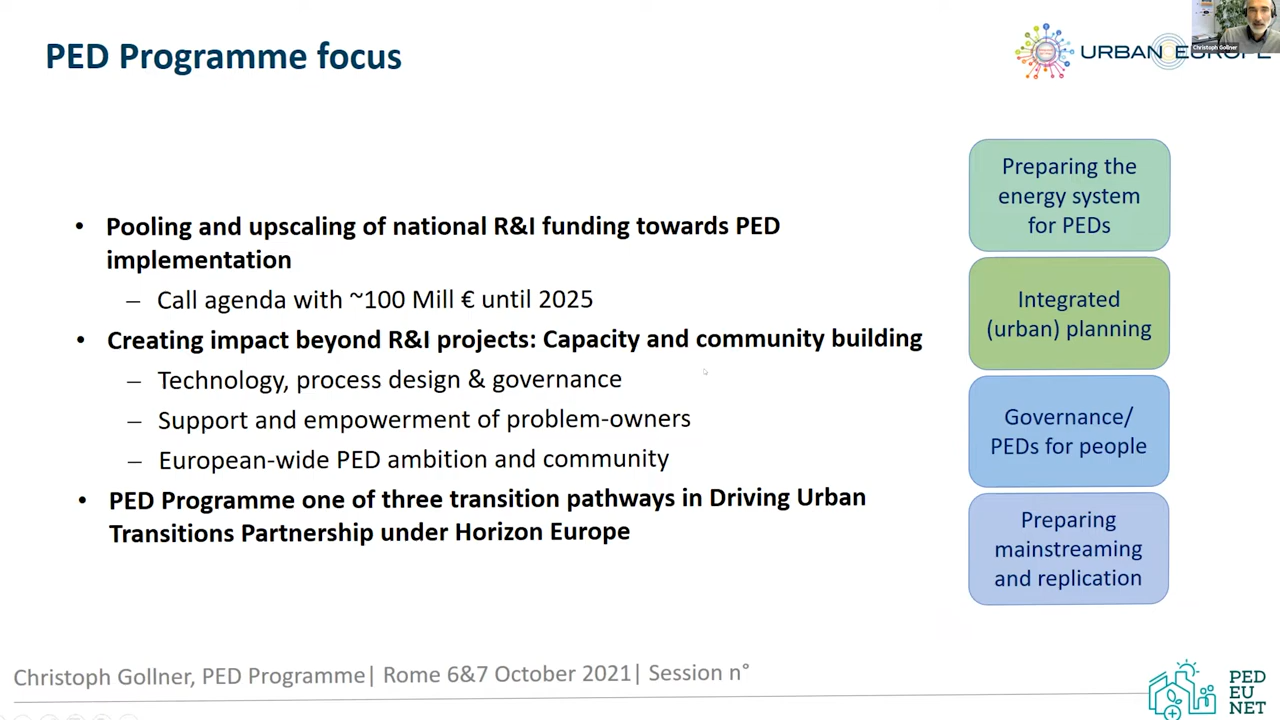 PED Programme focus
Christoph Gollner
URBAN EUROPE
• Pooling and upscaling of national R&I funding towards PED
implementation
– Call agenda with ~100 Mill € until 2025
• Creating impact beyond R&I projects: Capacity and community building
– Technology, process design & governance
– Support and empowerment of problem-owners
– European-wide PED ambition and community
• PED Programme one of three transition pathways in Driving Urban
Transitions Partnership under Horizon Europe
Preparing the
energy system
for PEDs
Integrated
(urban) planning
Governance/
PEDs for people
Preparing
mainstreaming
and replication
Christoph Gollner, PED Programme| Rome 6&7 October 2021| Session n°
PED
EU
NET